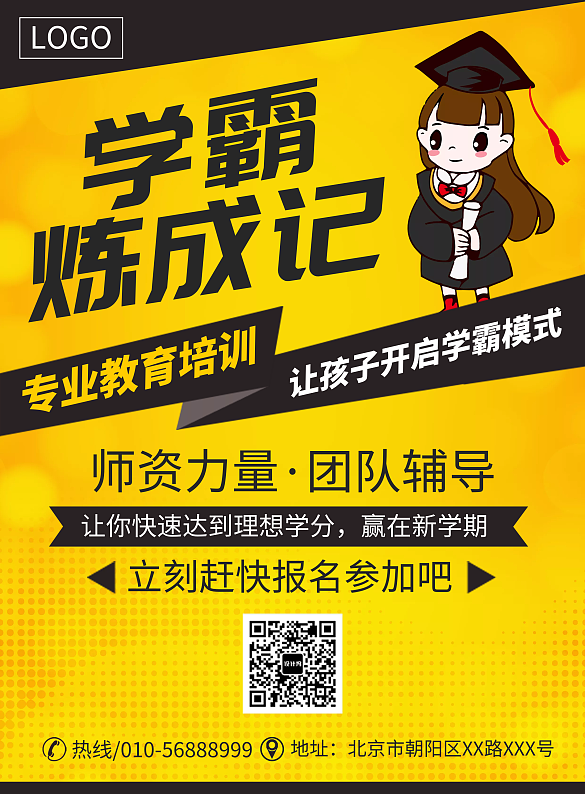 LOGO
学霸
炼成记
专业教育培训
让孩子开启学霸模式
师资力量·团队辅导
让你快速达到理想学分，赢在新学期
立刻赶快报名参加吧
设计狗
热线/010-56888999
地址：北京市朝阳区XX路XXX号